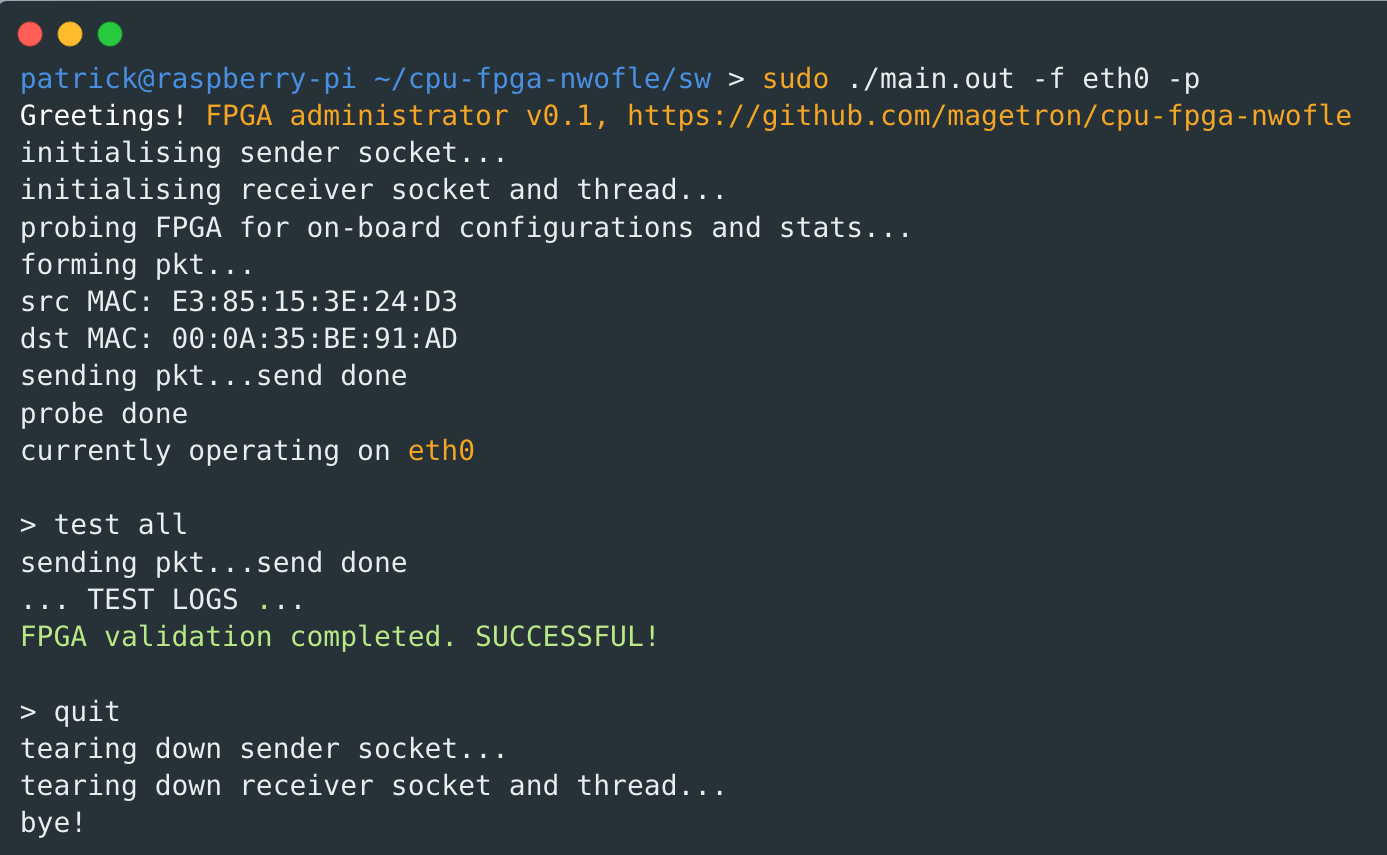 patrick@raspberry-pi ~/cpu-fpga-nwofle/sw > sudo ./main.out -f eth0 -p
Greetings! FPGA administrator v0.1, https://github.com/magetron/cpu-fpga-nwofle
initialising sender socket...
initialising receiver socket and thread...
probing FPGA for on-board configurations and stats...
forming pkt...
src MAC: E3:85:15:3E:24:D3
dst MAC: 00:0A:35:BE:91:AD
sending pkt...send done
probe done
currently operating on eth0
> test all
sending pkt...send done
... TEST LOGS ...
FPGA validation completed. SUCCESSFUL!
> quit
tearing down sender socket...
tearing down receiver socket and thread...
bye!